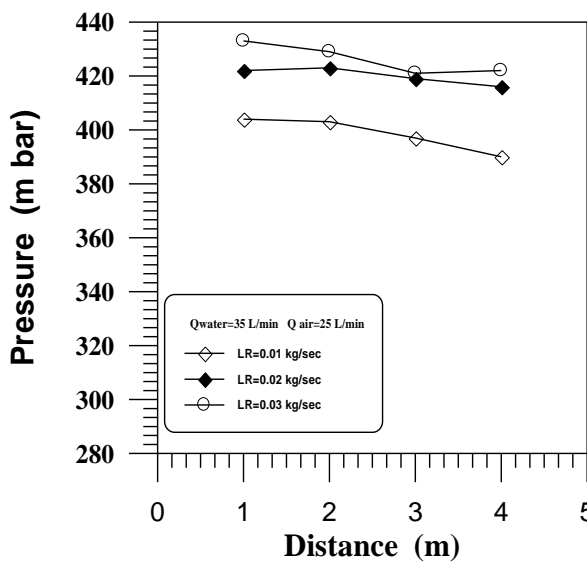 440
420
400
380
360
340
320
300
280
Pressure (m bar)
Qwater=35 L/min Q air=25 L/min
LR=0.01 kg/sec
LR=0.02 kg/sec
LR=0.03 kg/sec
0 1 2 3 4 5
Distance (m)